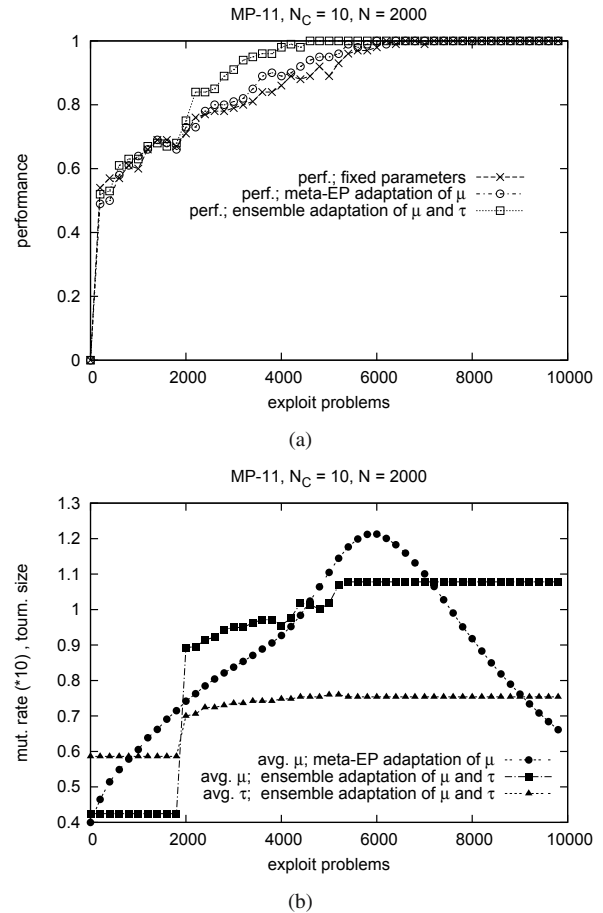 MP-11, N_C = 10, N = 2000
performance
1
0.8
0.6
0.4
0.2
0
perf.; fixed parameters
perf.; meta-EP adaptation of μ
perf.; ensemble adaptation of μ and τ
0 2000 4000 6000 8000 10000
exploit problems
(a)
MP-11, N_C = 10, N = 2000
mut. rate (*10) , tourn. size
1.3
1.2
1.1
1
0.9
0.8
0.7
0.6
0.5
0.4
avg. μ; meta-EP adaptation of μ
avg. μ; ensemble adaptation of μ and τ
avg. τ; ensemble adaptation of μ and τ
0 2000 4000 6000 8000 10000
exploit problems
(b)